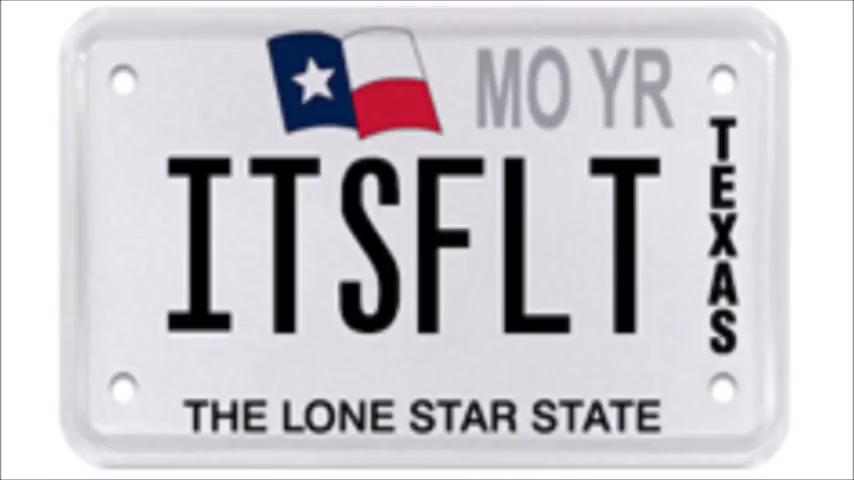 MO YR
ITSFLT
TEXAS
THE LONE STAR STATE